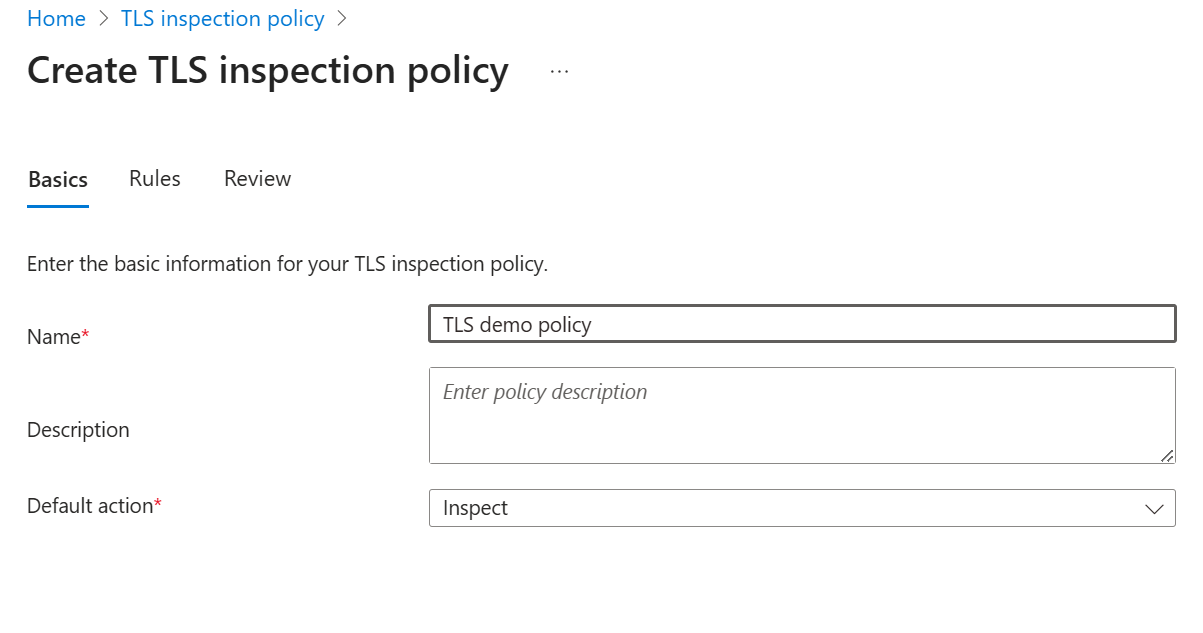 Home > TLS inspection policy >
Create TLS inspection policy ...
Basics Rules Review
Enter the basic information for your TLS inspection policy.
Name* TLS demo policy
Enter policy description
Description
Default action* Inspect